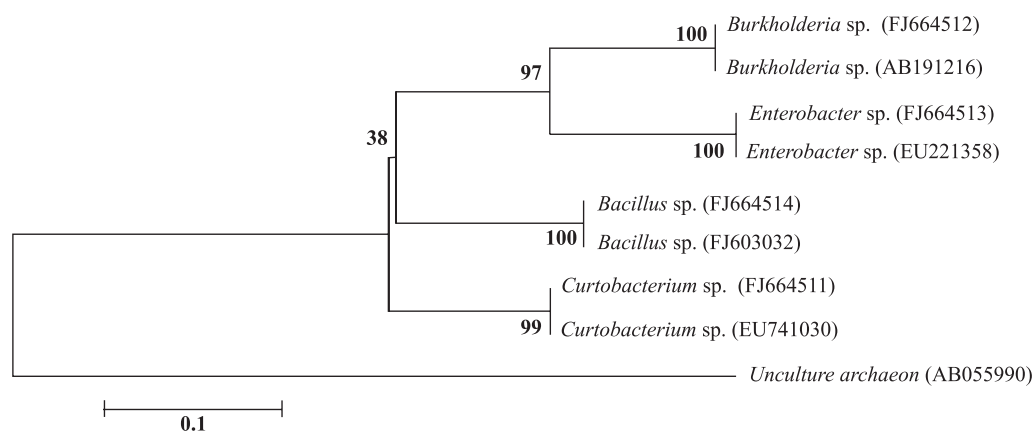 100
Burkholderia sp. (FJ664512)
Burkholderia sp. (AB191216)
97
Enterobacter sp. (FJ664513)
100
Enterobacter sp. (EU221358)
38
Bacillus sp. (FJ664514)
100
Bacillus sp. (FJ603032)
Curtobacterium sp. (FJ664511)
99
Curtobacterium sp. (EU741030)
Unculture archaeon (AB055990)
0.1